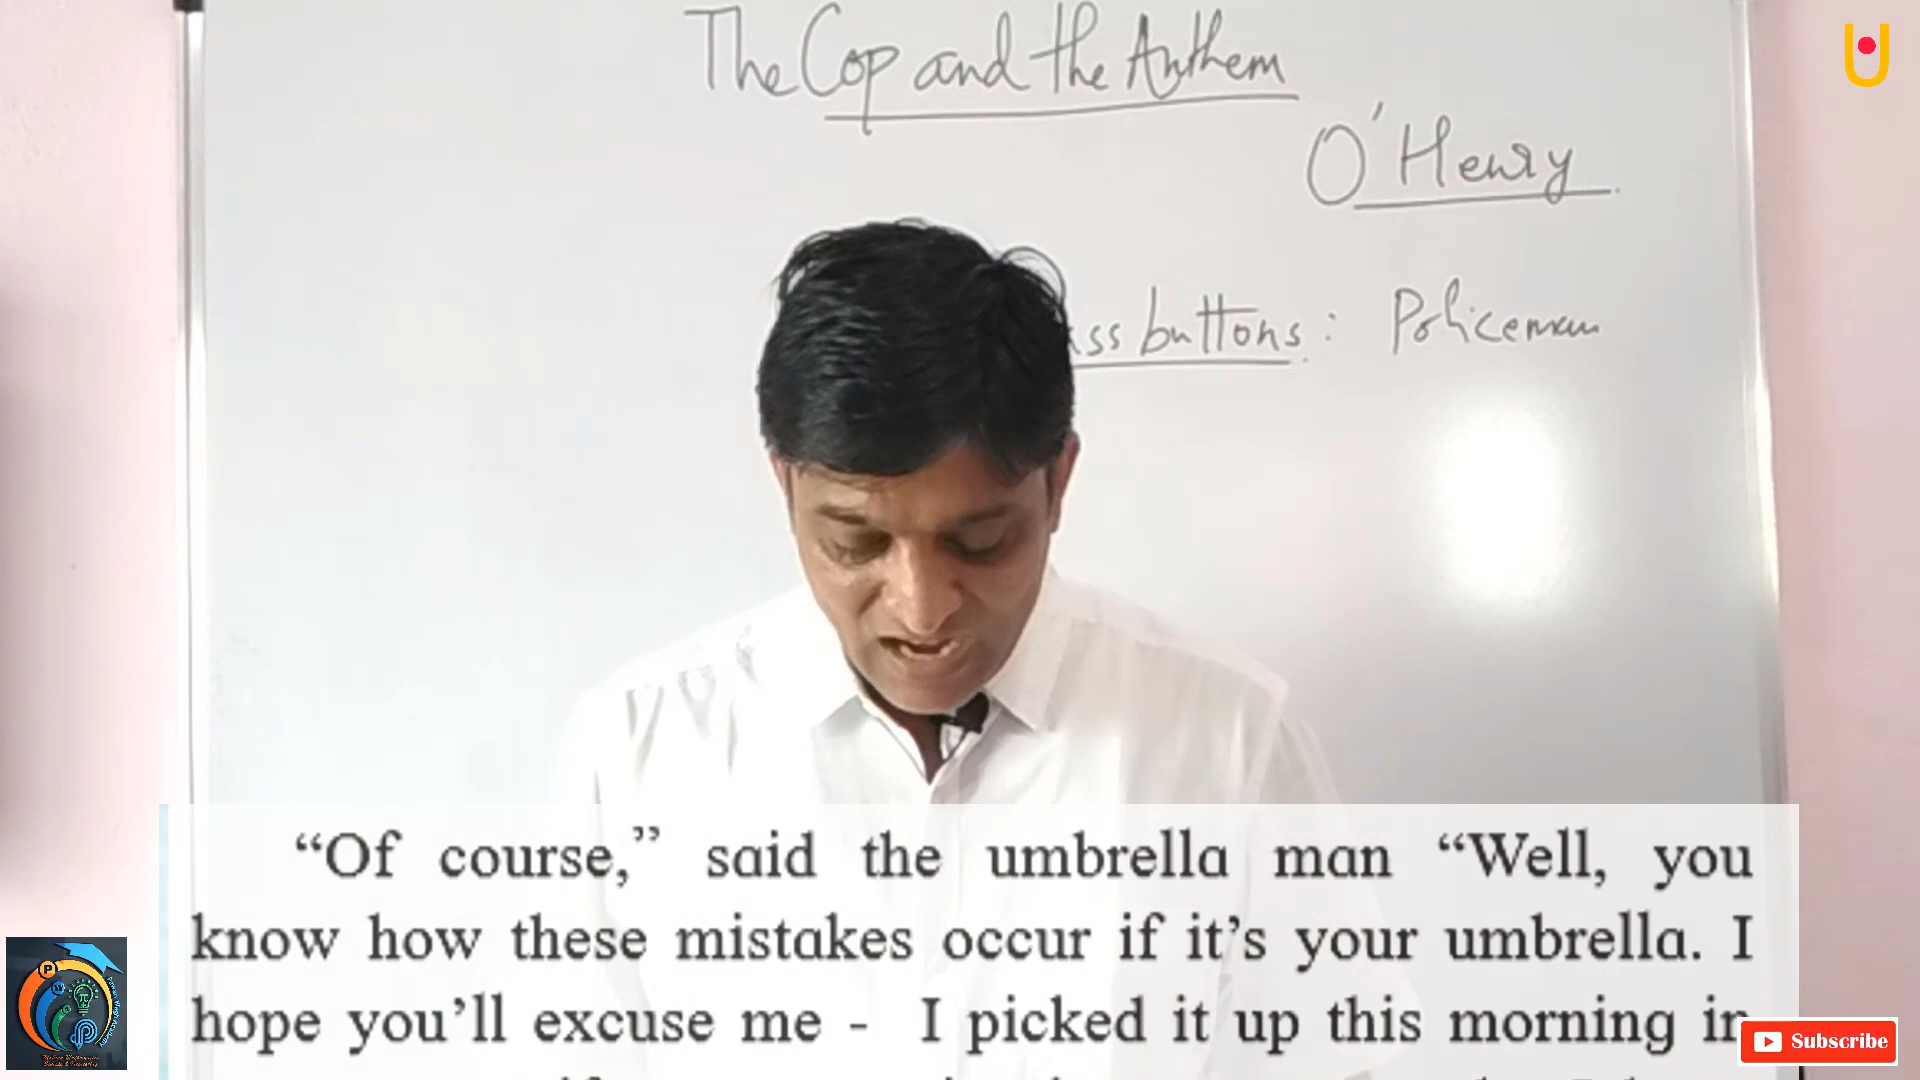 The Cop and the Anthem
O'Henry
buttons: Policeman
“Of course,” said the umbrella man “Well, you
know how these mistakes occur if it’s your umbrella. I
hope you’ll excuse me - I picked it up this morning in
Subscribe